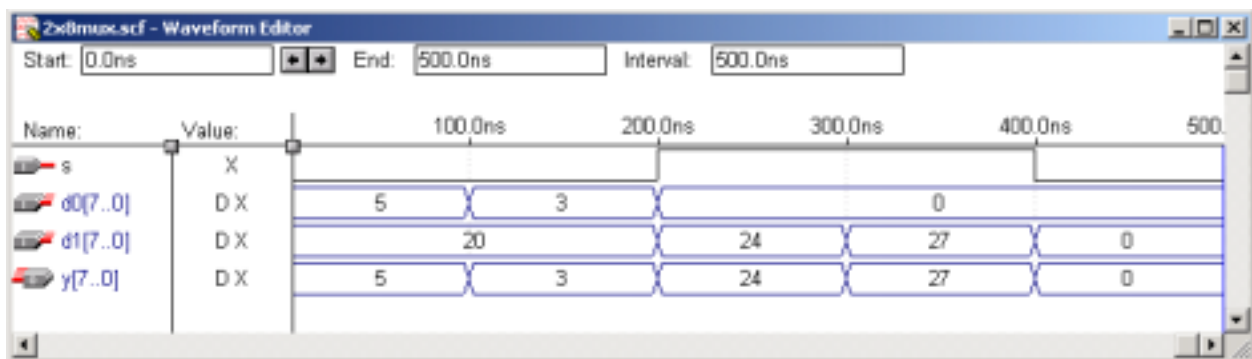 2x8mux.scf - Waveform Editor
Start: 0.0ns End: 500.0ns Interval: 500.0ns
Name: Value: 100.0ns 200.0ns 300.0ns 400.0ns 500.
s X
d0[7..0] D X 5 3 0
d1[7..0] D X 20 24 27 0
y[7..0] D X 5 3 24 27 0